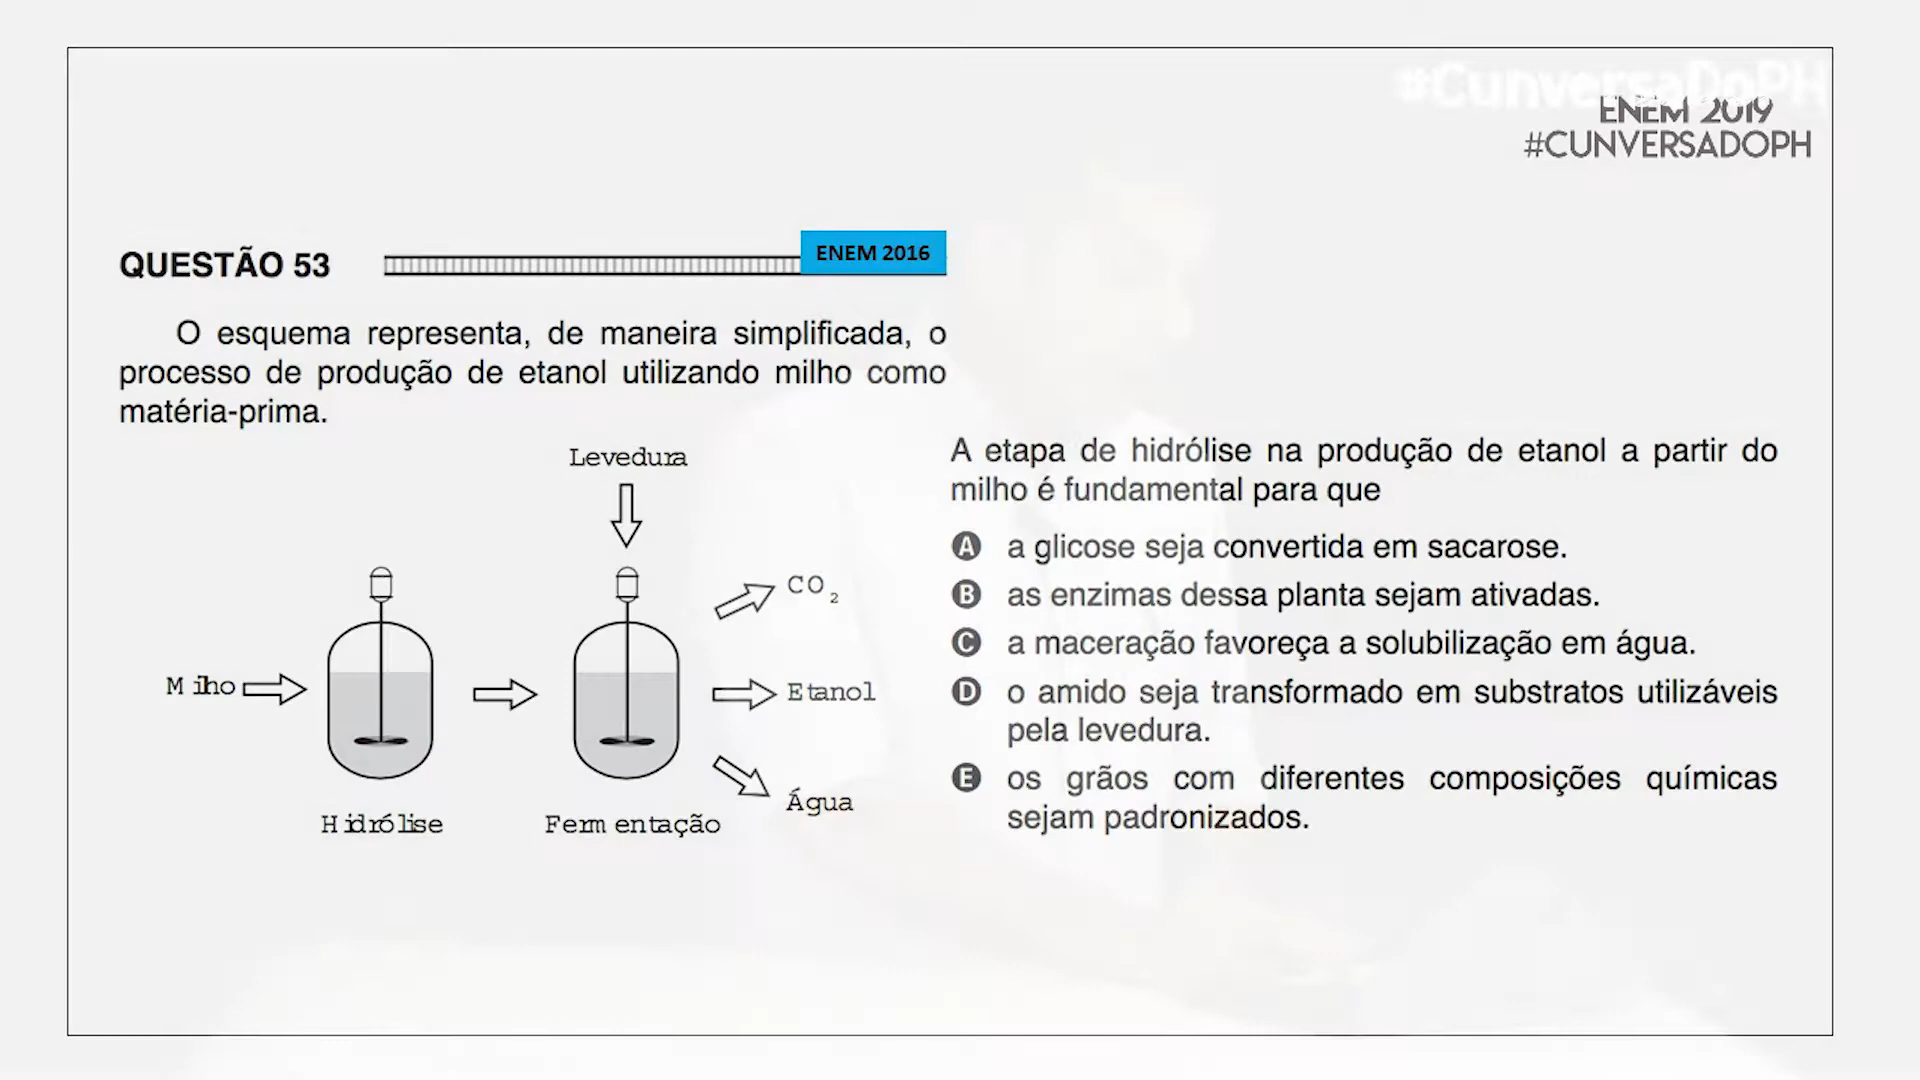 #CunversaDoPH
ENEM 2019
#CUNVERSADOPH
QUESTÃO 53
ENEM 2016
O esquema representa, de maneira simplificada, o
processo de produção de etanol utilizando milho como
matéria-prima.
Levedura
CO2
Milho
Etanol
Água
Hidrólise
Fermentação
A etapa de hidrólise na produção de etanol a partir do
milho é fundamental para que
A a glicose seja convertida em sacarose.
B as enzimas dessa planta sejam ativadas.
C a maceração favoreça a solubilização em água.
D o amido seja transformado em substratos utilizáveis
pela levedura.
E os grãos com diferentes composições químicas
sejam padronizados.